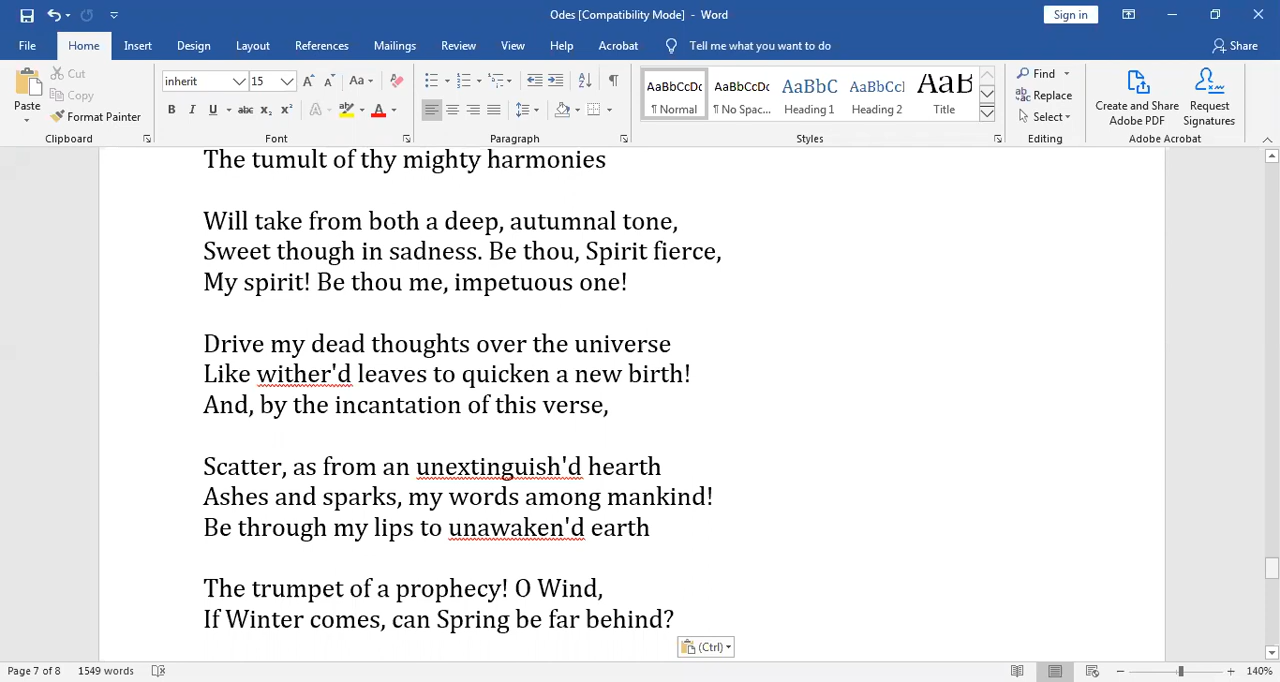 Odes [Compatibility Mode] - Word
Sign in
File Home Insert Design Layout References Mailings Review View Help Acrobat Tell me what you want to do Share
Paste Cut Copy Format Painter
inherit 15
AaBbCcDc AaBbCcDc AaBbC AaBbCcI AaB
¶ Normal ¶ No Spac... Heading 1 Heading 2 Title
Find Replace Select
Create and Share Adobe PDF Request Signatures
Clipboard Font Paragraph Styles Editing Adobe Acrobat
The tumult of thy mighty harmonies
Will take from both a deep, autumnal tone,
Sweet though in sadness. Be thou, Spirit fierce,
My spirit! Be thou me, impetuous one!
Drive my dead thoughts over the universe
Like wither'd leaves to quicken a new birth!
And, by the incantation of this verse,
Scatter, as from an unextinguish'd hearth
Ashes and sparks, my words among mankind!
Be through my lips to unawaken'd earth
The trumpet of a prophecy! O Wind,
If Winter comes, can Spring be far behind?
(Ctrl)
Page 7 of 8 1549 words 140%